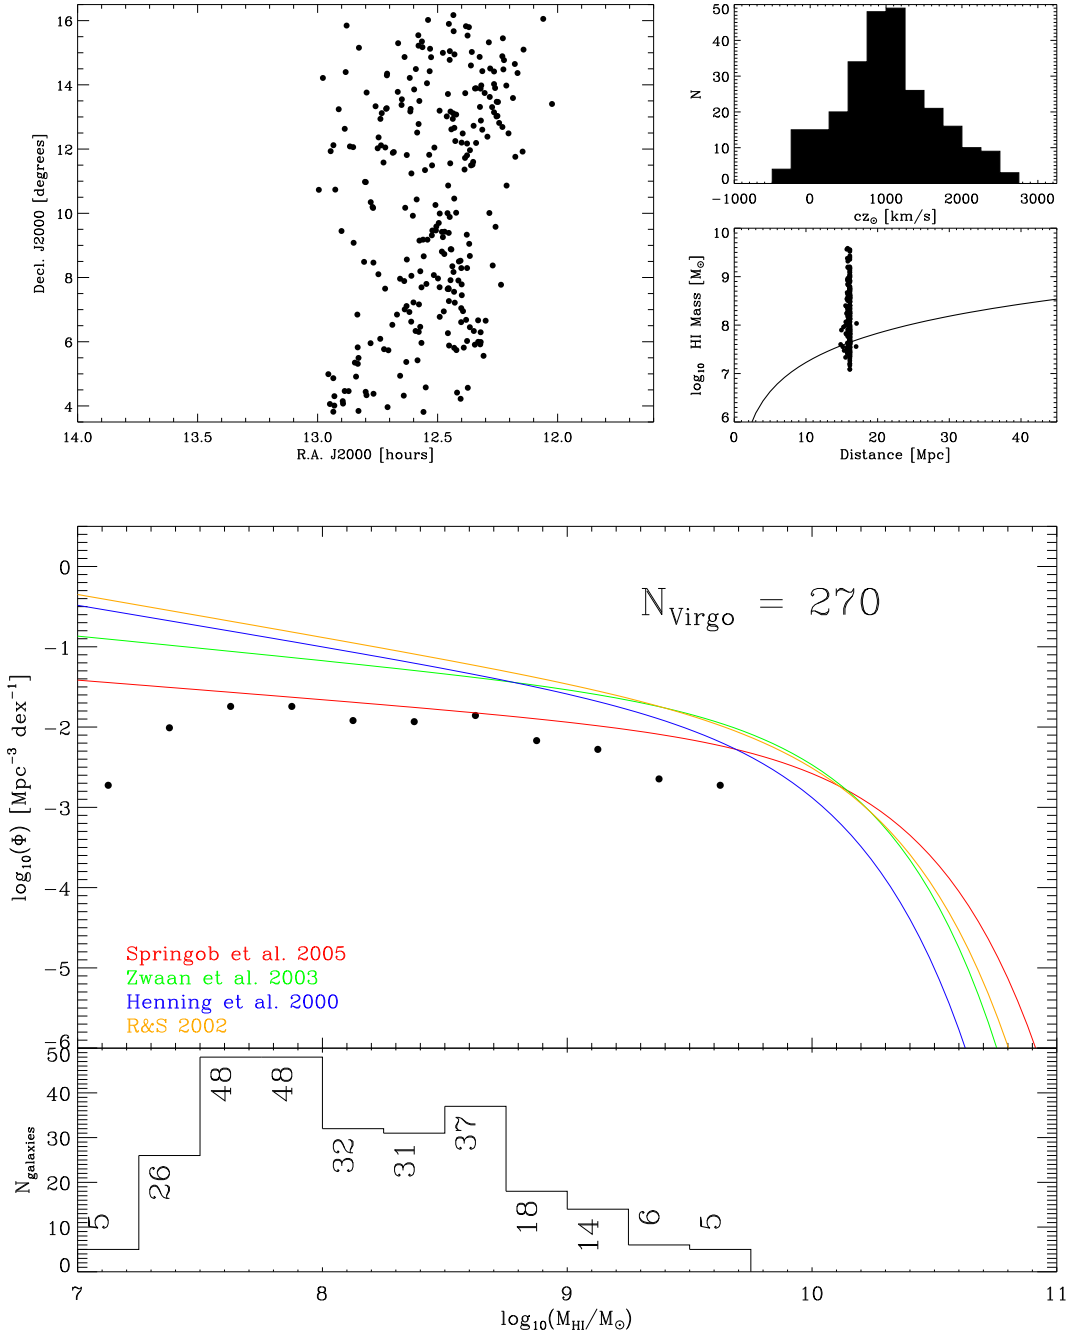 16
14
12
10
8
6
4
Decl. J2000 [degrees]
14.0 13.5 13.0 12.5 12.0
R.A. J2000 [hours]
50
40
30
20
10
0
N
−1000 0 1000 2000 3000
cz⊙ [km/s]
10
9
8
7
6
log₁₀ HI Mass [M⊙]
0 10 20 30 40
Distance [Mpc]
0
−1
−2
−3
−4
−5
−6
log₁₀(Φ) [Mpc⁻³ dex⁻¹]
N_Virgo = 270
Springob et al. 2005
Zwaan et al. 2003
Henning et al. 2000
R&S 2002
50
40
30
20
10
0
N_galaxies
5 26 48 48 32 31 37 18 14 6 5
7 8 9 10 11
log₁₀(M_HI/M⊙)